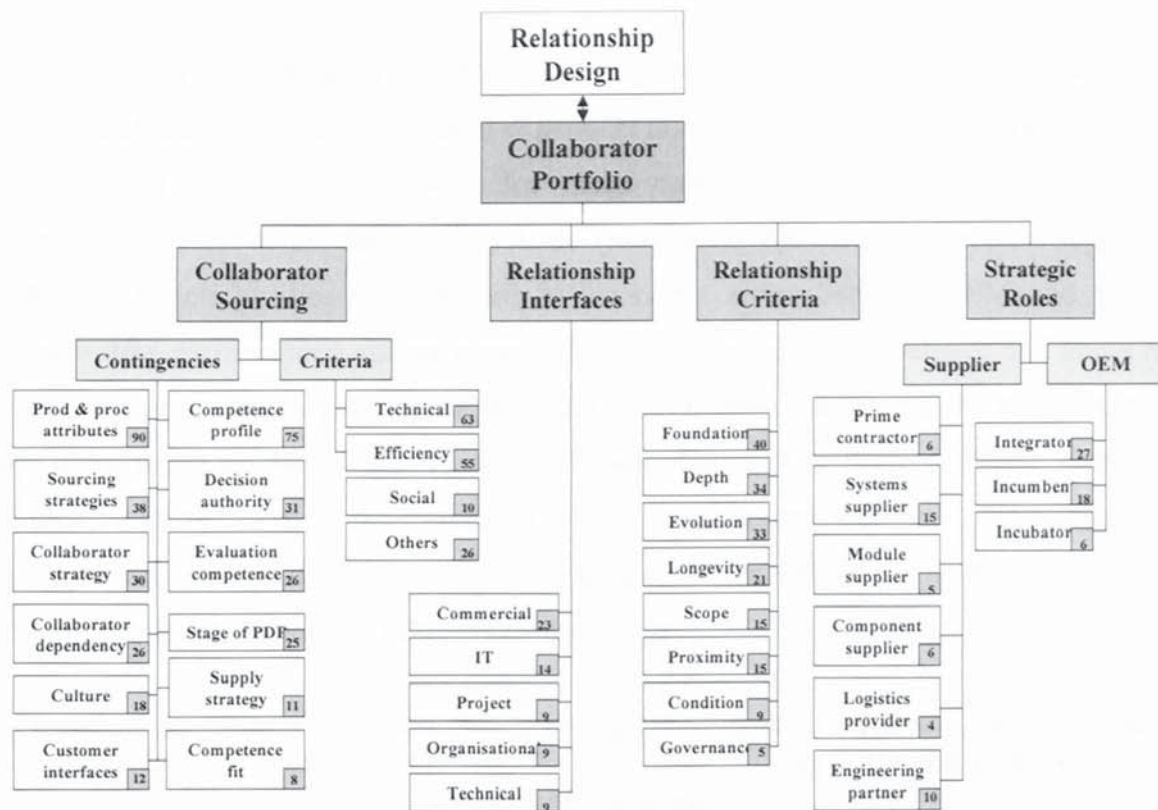 Relationship
Design
Collaborator
Portfolio
Collaborator
Sourcing
Relationship
Interfaces
Relationship
Criteria
Strategic
Roles
Contingencies
Criteria
Supplier
OEM
Prod & proc
attributes
90
Competence
profile
75
Sourcing
strategies
38
Decision
authority
31
Collaborator
strategy
30
Evaluation
competence
26
Collaborator
dependency
26
Stage of PDP
25
Culture
18
Supply
strategy
11
Customer
interfaces
12
Competence
fit
8
Technical
63
Efficiency
55
Social
10
Others
26
Commercial
23
IT
14
Project
9
Organisational
9
Technical
9
Foundation
40
Depth
34
Evolution
33
Longevity
21
Scope
15
Proximity
15
Condition
9
Governance
5
Prime
contractor
6
Systems
supplier
15
Module
supplier
5
Component
supplier
6
Logistics
provider
4
Engineering
partner
10
Integrator
27
Incumben
18
Incubator
6